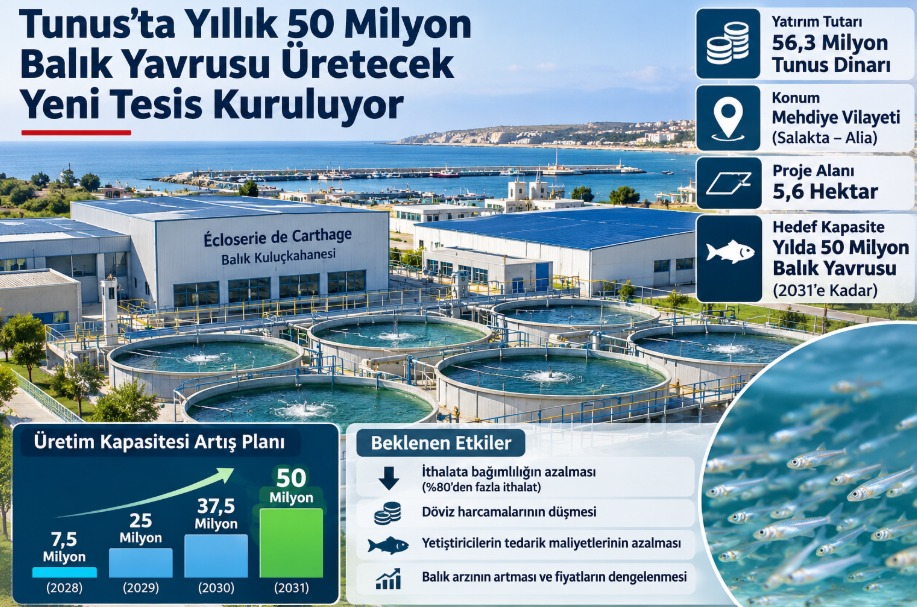 Tunus’ta Yıllık 50 Milyon
Balık Yavrusu Üretecek
Yeni Tesis Kuruluyor
Yatırım Tutarı
56,3 Milyon
Tunus Dinarı
Konum
Mehdiye Vilayeti
(Salakta – Alia)
Proje Alanı
5,6 Hektar
Hedef Kapasite
Yılda 50 Milyon
Balık Yavrusu
(2031’e Kadar)
Écloserie de Carthage
Balık Kuluçkahanesi
Üretim Kapasitesi Artış Planı
7,5
Milyon
(2028)
25
Milyon
(2029)
37,5
Milyon
(2030)
50
Milyon
(2031)
Beklenen Etkiler
İthalata bağımlılığın azalması
(%80’den fazla ithalat)
Döviz harcamalarının düşmesi
Yetiştiricilerin tedarik maliyetlerinin azalması
Balık arzının artması ve fiyatların dengelenmesi